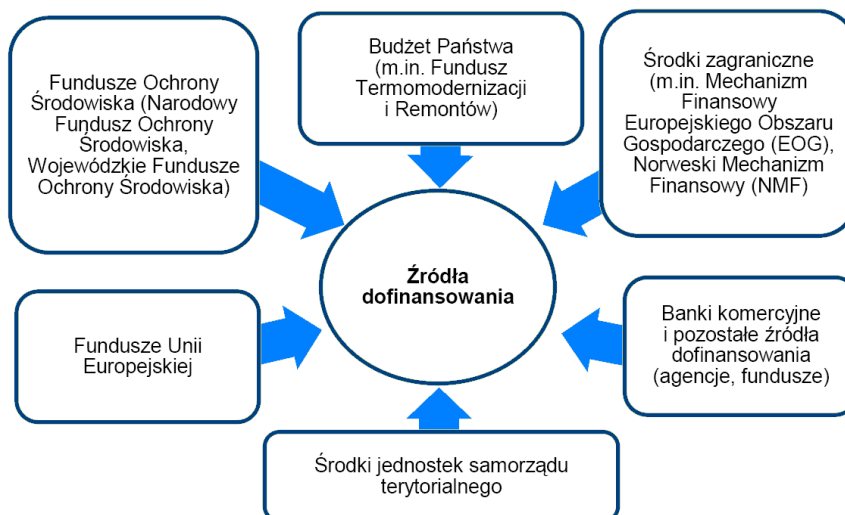 Fundusze Ochrony
Środowiska (Narodowy
Fundusz Ochrony
Środowiska,
Wojewódzkie Fundusze
Ochrony Środowiska)
Budżet Państwa
(m.in. Fundusz
Termomodernizacji
i Remontów)
Środki zagraniczne
(m.in. Mechanizm
Finansowy
Europejskiego Obszaru
Gospodarczego (EOG),
Norweski Mechanizm
Finansowy (NMF)
Źródła
dofinansowania
Fundusze Unii
Europejskiej
Banki komercyjne
i pozostałe źródła
dofinansowania
(agencje, fundusze)
Środki jednostek samorządu
terytorialnego